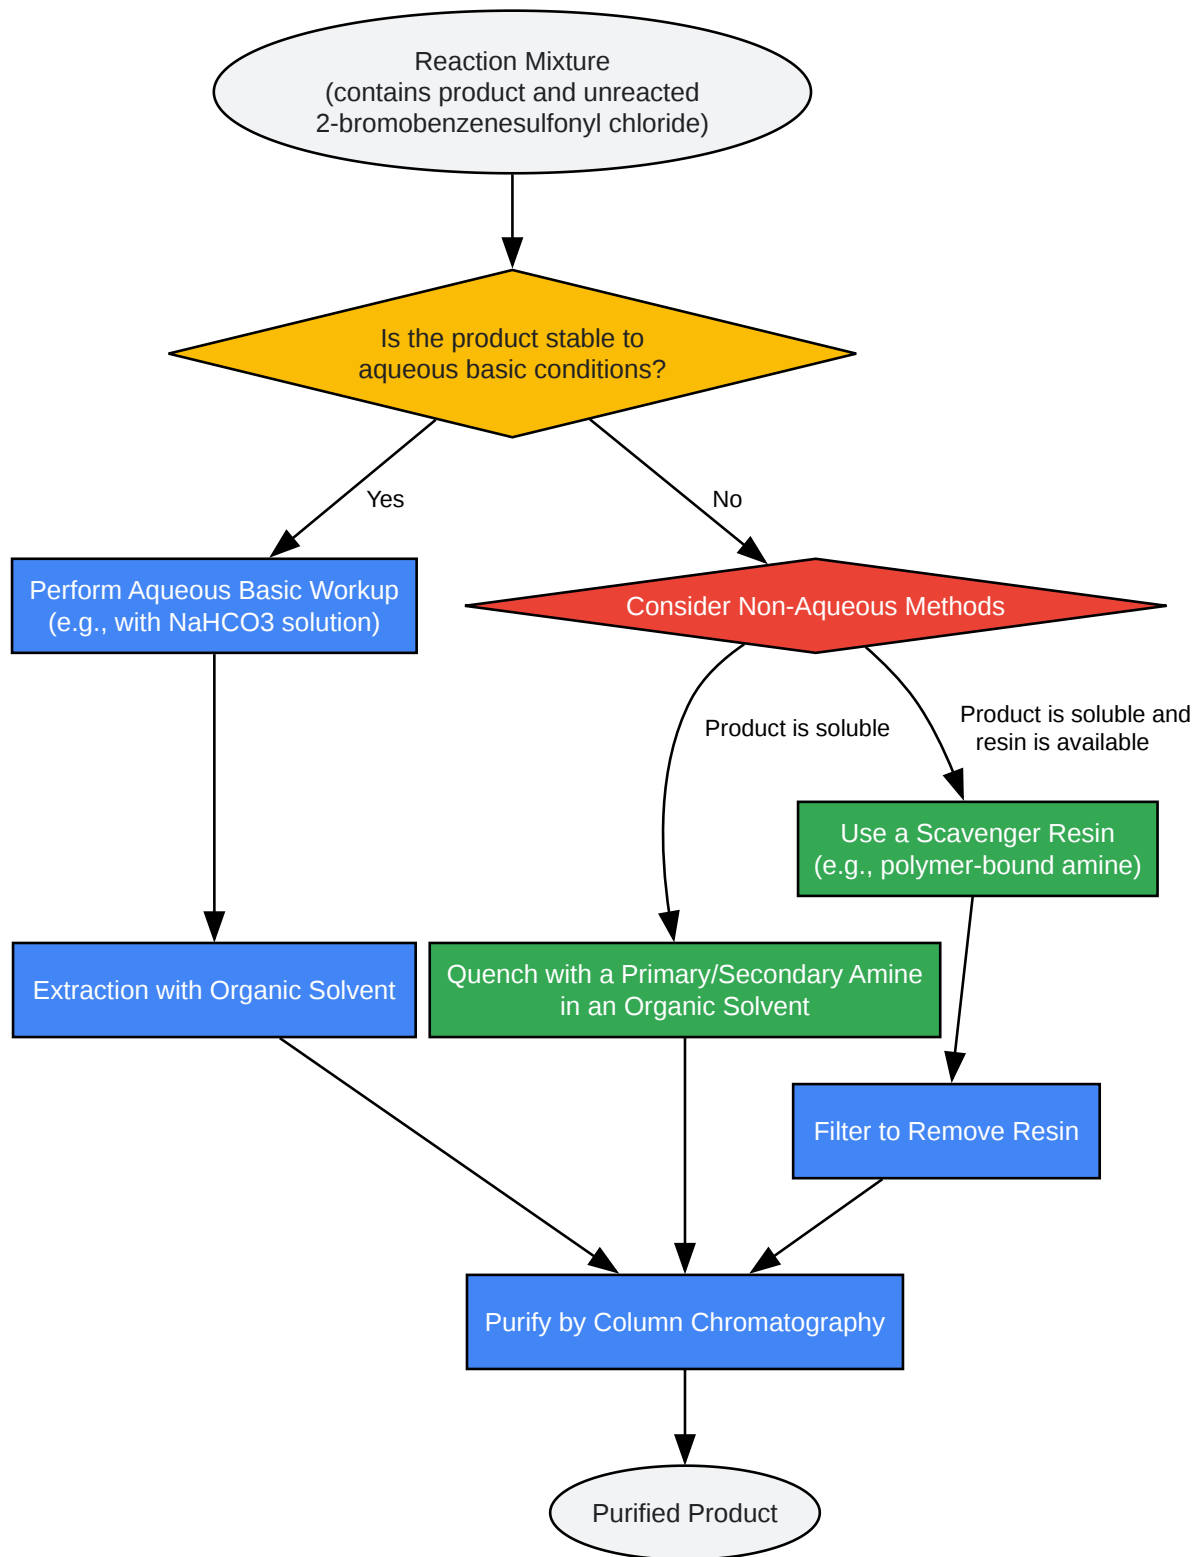 Reaction Mixture
(contains product and unreacted
2-bromobenzenesulfonyl chloride)
Is the product stable to
aqueous basic conditions?
Yes
No
Perform Aqueous Basic Workup
(e.g., with NaHCO3 solution)
Consider Non-Aqueous Methods
Product is soluble
Product is soluble and
resin is available
Use a Scavenger Resin
(e.g., polymer-bound amine)
Extraction with Organic Solvent
Quench with a Primary/Secondary Amine
in an Organic Solvent
Filter to Remove Resin
Purify by Column Chromatography
Purified Product